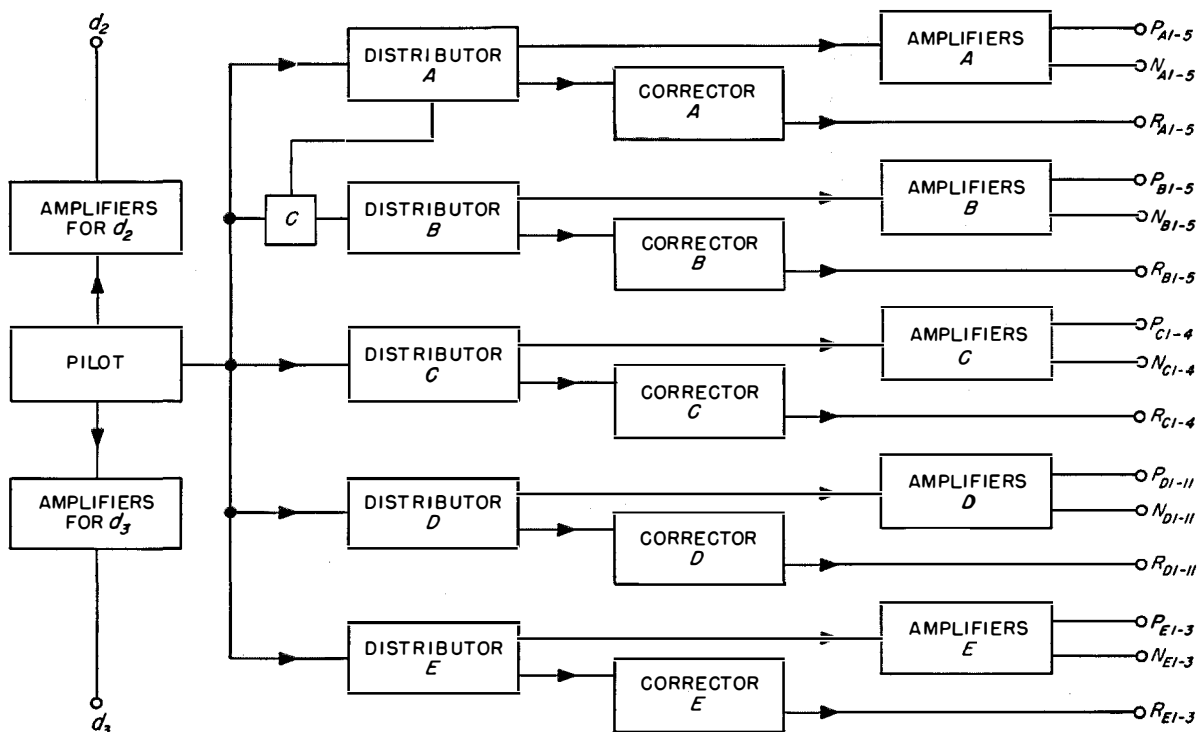 d2
AMPLIFIERS
FOR d2
PILOT
AMPLIFIERS
FOR d3
d3
C
DISTRIBUTOR
A
CORRECTOR
A
AMPLIFIERS
A
PA1-5
NA1-5
RA1-5
DISTRIBUTOR
B
CORRECTOR
B
AMPLIFIERS
B
PB1-5
NB1-5
RB1-5
DISTRIBUTOR
C
CORRECTOR
C
AMPLIFIERS
C
PC1-4
NC1-4
RC1-4
DISTRIBUTOR
D
CORRECTOR
D
AMPLIFIERS
D
PD1-11
ND1-11
RD1-11
DISTRIBUTOR
E
CORRECTOR
E
AMPLIFIERS
E
PE1-3
NE1-3
RE1-3